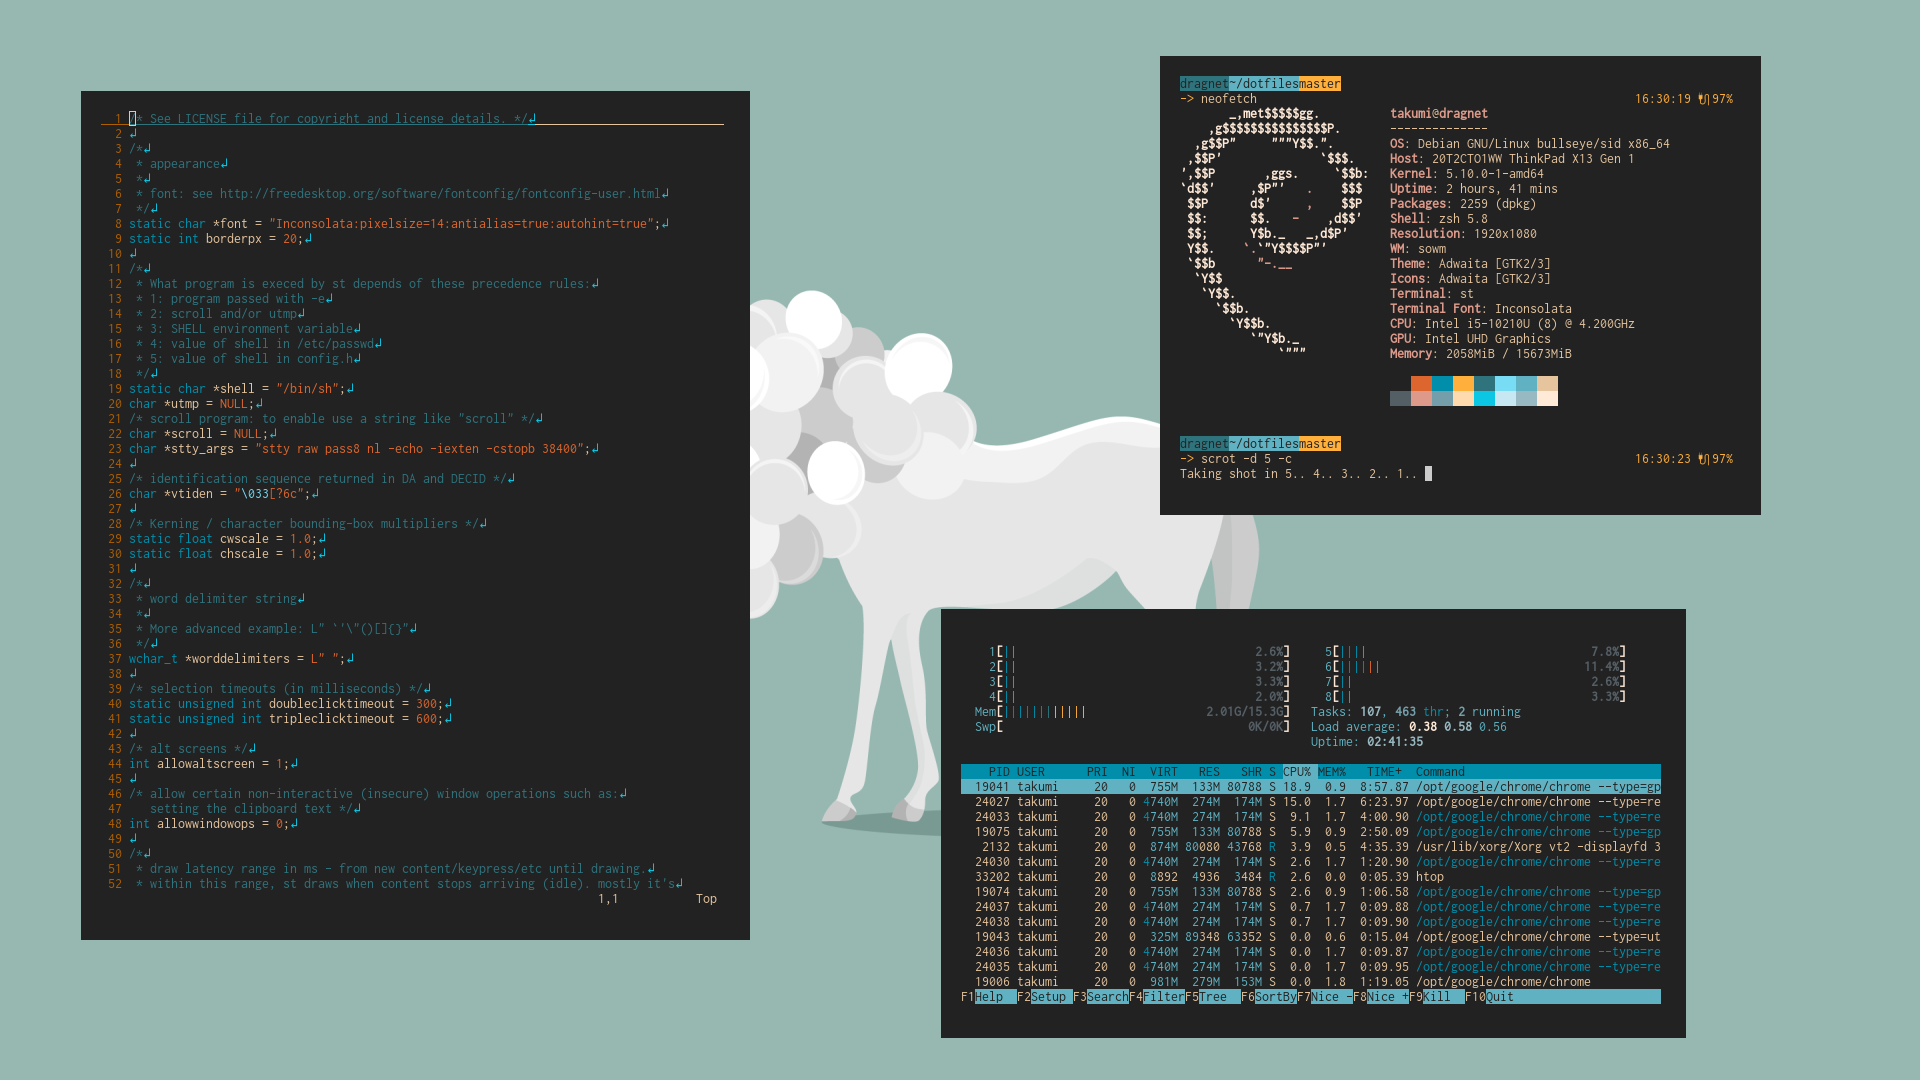 1 /* See LICENSE file for copyright and license details. */↲
2 ↲
3 /*↲
4  * appearance↲
5  *↲
6  * font: see http://freedesktop.org/software/fontconfig/fontconfig-user.html↲
7  */↲
8 static char *font = "Inconsolata:pixelsize=14:antialias=true:autohint=true";↲
9 static int borderpx = 20;↲
10 ↲
11 /*↲
12  * What program is execed by st depends of these precedence rules:↲
13  * 1: program passed with -e↲
14  * 2: scroll and/or utmp↲
15  * 3: SHELL environment variable↲
16  * 4: value of shell in /etc/passwd↲
17  * 5: value of shell in config.h↲
18  */↲
19 static char *shell = "/bin/sh";↲
20 char *utmp = NULL;↲
21 /* scroll program: to enable use a string like "scroll" */↲
22 char *scroll = NULL;↲
23 char *stty_args = "stty raw pass8 nl -echo -iexten -cstopb 38400";↲
24 ↲
25 /* identification sequence returned in DA and DECID */↲
26 char *vtiden = "\033[?6c";↲
27 ↲
28 /* Kerning / character bounding-box multipliers */↲
29 static float cwscale = 1.0;↲
30 static float chscale = 1.0;↲
31 ↲
32 /*↲
33  * word delimiter string↲
34  *↲
35  * More advanced example: L" `'\"()[]{}"↲
36  */↲
37 wchar_t *worddelimiters = L" ";↲
38 ↲
39 /* selection timeouts (in milliseconds) */↲
40 static unsigned int doubleclicktimeout = 300;↲
41 static unsigned int tripleclicktimeout = 600;↲
42 ↲
43 /* alt screens */↲
44 int allowaltscreen = 1;↲
45 ↲
46 /* allow certain non-interactive (insecure) window operations such as:↲
47    setting the clipboard text */↲
48 int allowwindowops = 0;↲
49 ↲
50 /*↲
51  * draw latency range in ms - from new content/keypress/etc until drawing.↲
52  * within this range, st draws when content stops arriving (idle). mostly it's↲
1,1 Top
dragnet~/dotfilesmaster
-> neofetch 16:30:19 97%
_,met$$$$$gg. takumi@dragnet
,g$$$$$$$$$$$$$$$P. --------------
,g$$P" """Y$$.". OS: Debian GNU/Linux bullseye/sid x86_64
,$$P' `$$$. Host: 20T2CTO1WW ThinkPad X13 Gen 1
',$$P ,ggs. `$$b: Kernel: 5.10.0-1-amd64
`d$$' ,$P"' . $$$ Uptime: 2 hours, 41 mins
$$P d$' , $$P Packages: 2259 (dpkg)
$$: $$. - ,d$$' Shell: zsh 5.8
$$; Y$b._ _,d$P' Resolution: 1920x1080
Y$$. `.`"Y$$$$P"' WM: sowm
`$$b "-.__ Theme: Adwaita [GTK2/3]
`Y$$ Icons: Adwaita [GTK2/3]
`Y$$. Terminal: st
`$$b. Terminal Font: Inconsolata
`Y$$b. CPU: Intel i5-10210U (8) @ 4.200GHz
`"Y$b._ GPU: Intel UHD Graphics
`""" Memory: 2058MiB / 15673MiB
dragnet~/dotfilesmaster
-> scrot -d 5 -c 16:30:23 97%
Taking shot in 5.. 4.. 3.. 2.. 1..
1[|| 2.6%] 5[|||| 7.8%]
2[|| 3.2%] 6[|||||| 11.4%]
3[|| 3.3%] 7[|| 2.6%]
4[|| 2.0%] 8[|| 3.3%]
Mem[|||||||||||| 2.01G/15.3G] Tasks: 107, 463 thr; 2 running
Swp[ 0K/0K] Load average: 0.38 0.58 0.56
Uptime: 02:41:35
PID USER PRI NI VIRT RES SHR S CPU% MEM% TIME+ Command
19041 takumi 20 0 755M 133M 80788 S 18.9 0.9 8:57.87 /opt/google/chrome/chrome --type=gp
24027 takumi 20 0 4740M 274M 174M S 15.0 1.7 6:23.97 /opt/google/chrome/chrome --type=re
24033 takumi 20 0 4740M 274M 174M S 9.1 1.7 4:00.90 /opt/google/chrome/chrome --type=re
19075 takumi 20 0 755M 133M 80788 S 5.9 0.9 2:50.09 /opt/google/chrome/chrome --type=gp
2132 takumi 20 0 874M 80080 43768 R 3.9 0.5 4:35.39 /usr/lib/xorg/Xorg vt2 -displayfd 3
24030 takumi 20 0 4740M 274M 174M S 2.6 1.7 1:20.90 /opt/google/chrome/chrome --type=re
33202 takumi 20 0 8892 4936 3484 R 2.6 0.0 0:05.39 htop
19074 takumi 20 0 755M 133M 80788 S 2.6 0.9 1:06.58 /opt/google/chrome/chrome --type=gp
24037 takumi 20 0 4740M 274M 174M S 0.7 1.7 0:09.88 /opt/google/chrome/chrome --type=re
24038 takumi 20 0 4740M 274M 174M S 0.7 1.7 0:09.90 /opt/google/chrome/chrome --type=re
19043 takumi 20 0 325M 89348 63352 S 0.0 0.6 0:15.04 /opt/google/chrome/chrome --type=ut
24036 takumi 20 0 4740M 274M 174M S 0.0 1.7 0:09.87 /opt/google/chrome/chrome --type=re
24035 takumi 20 0 4740M 274M 174M S 0.0 1.7 0:09.95 /opt/google/chrome/chrome --type=re
19006 takumi 20 0 981M 279M 153M S 0.0 1.8 1:19.05 /opt/google/chrome/chrome
F1Help F2Setup F3SearchF4FilterF5Tree F6SortByF7Nice -F8Nice +F9Kill F10Quit